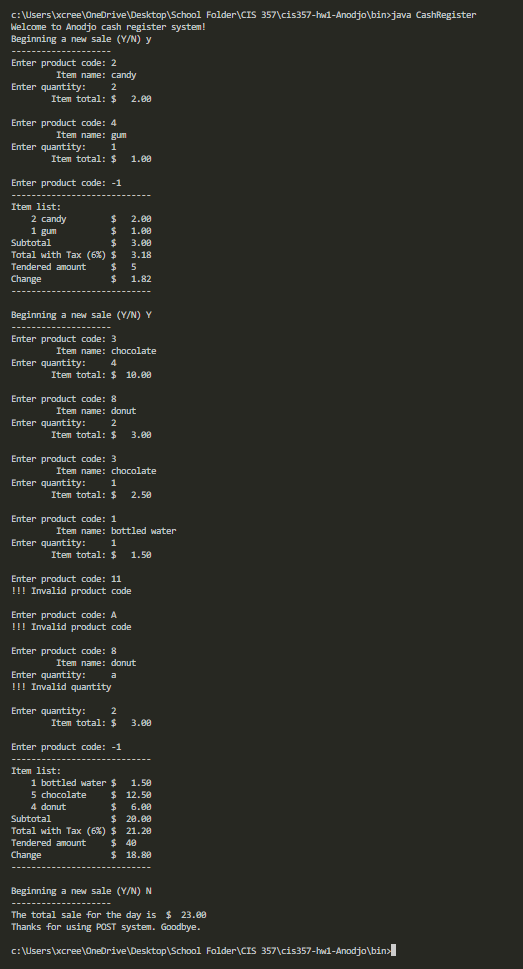 c:\Users\xcree\OneDrive\Desktop\School Folder\CIS 357\cis357-hw1-Anodjo\bin>java CashRegister
Welcome to Anodjo cash register system!
Beginning a new sale (Y/N) y
--------------------
Enter product code: 2
         Item name: candy
Enter quantity:     2
        Item total: $   2.00

Enter product code: 4
         Item name: gum
Enter quantity:     1
        Item total: $   1.00

Enter product code: -1
----------------------------
Item list:
    2 candy         $   2.00
    1 gum           $   1.00
Subtotal            $   3.00
Total with Tax (6%) $   3.18
Tendered amount     $   5
Change              $   1.82
----------------------------

Beginning a new sale (Y/N) Y
--------------------
Enter product code: 3
         Item name: chocolate
Enter quantity:     4
        Item total: $  10.00

Enter product code: 8
         Item name: donut
Enter quantity:     2
        Item total: $   3.00

Enter product code: 3
         Item name: chocolate
Enter quantity:     1
        Item total: $   2.50

Enter product code: 1
         Item name: bottled water
Enter quantity:     1
        Item total: $   1.50

Enter product code: 11
!!! Invalid product code

Enter product code: A
!!! Invalid product code

Enter product code: 8
         Item name: donut
Enter quantity:     a
!!! Invalid quantity

Enter quantity:     2
        Item total: $   3.00

Enter product code: -1
----------------------------
Item list:
    1 bottled water $   1.50
    5 chocolate     $  12.50
    4 donut         $   6.00
Subtotal            $  20.00
Total with Tax (6%) $  21.20
Tendered amount     $  40
Change              $  18.80
----------------------------

Beginning a new sale (Y/N) N
--------------------
The total sale for the day is  $  23.00
Thanks for using POST system. Goodbye.

c:\Users\xcree\OneDrive\Desktop\School Folder\CIS 357\cis357-hw1-Anodjo\bin>